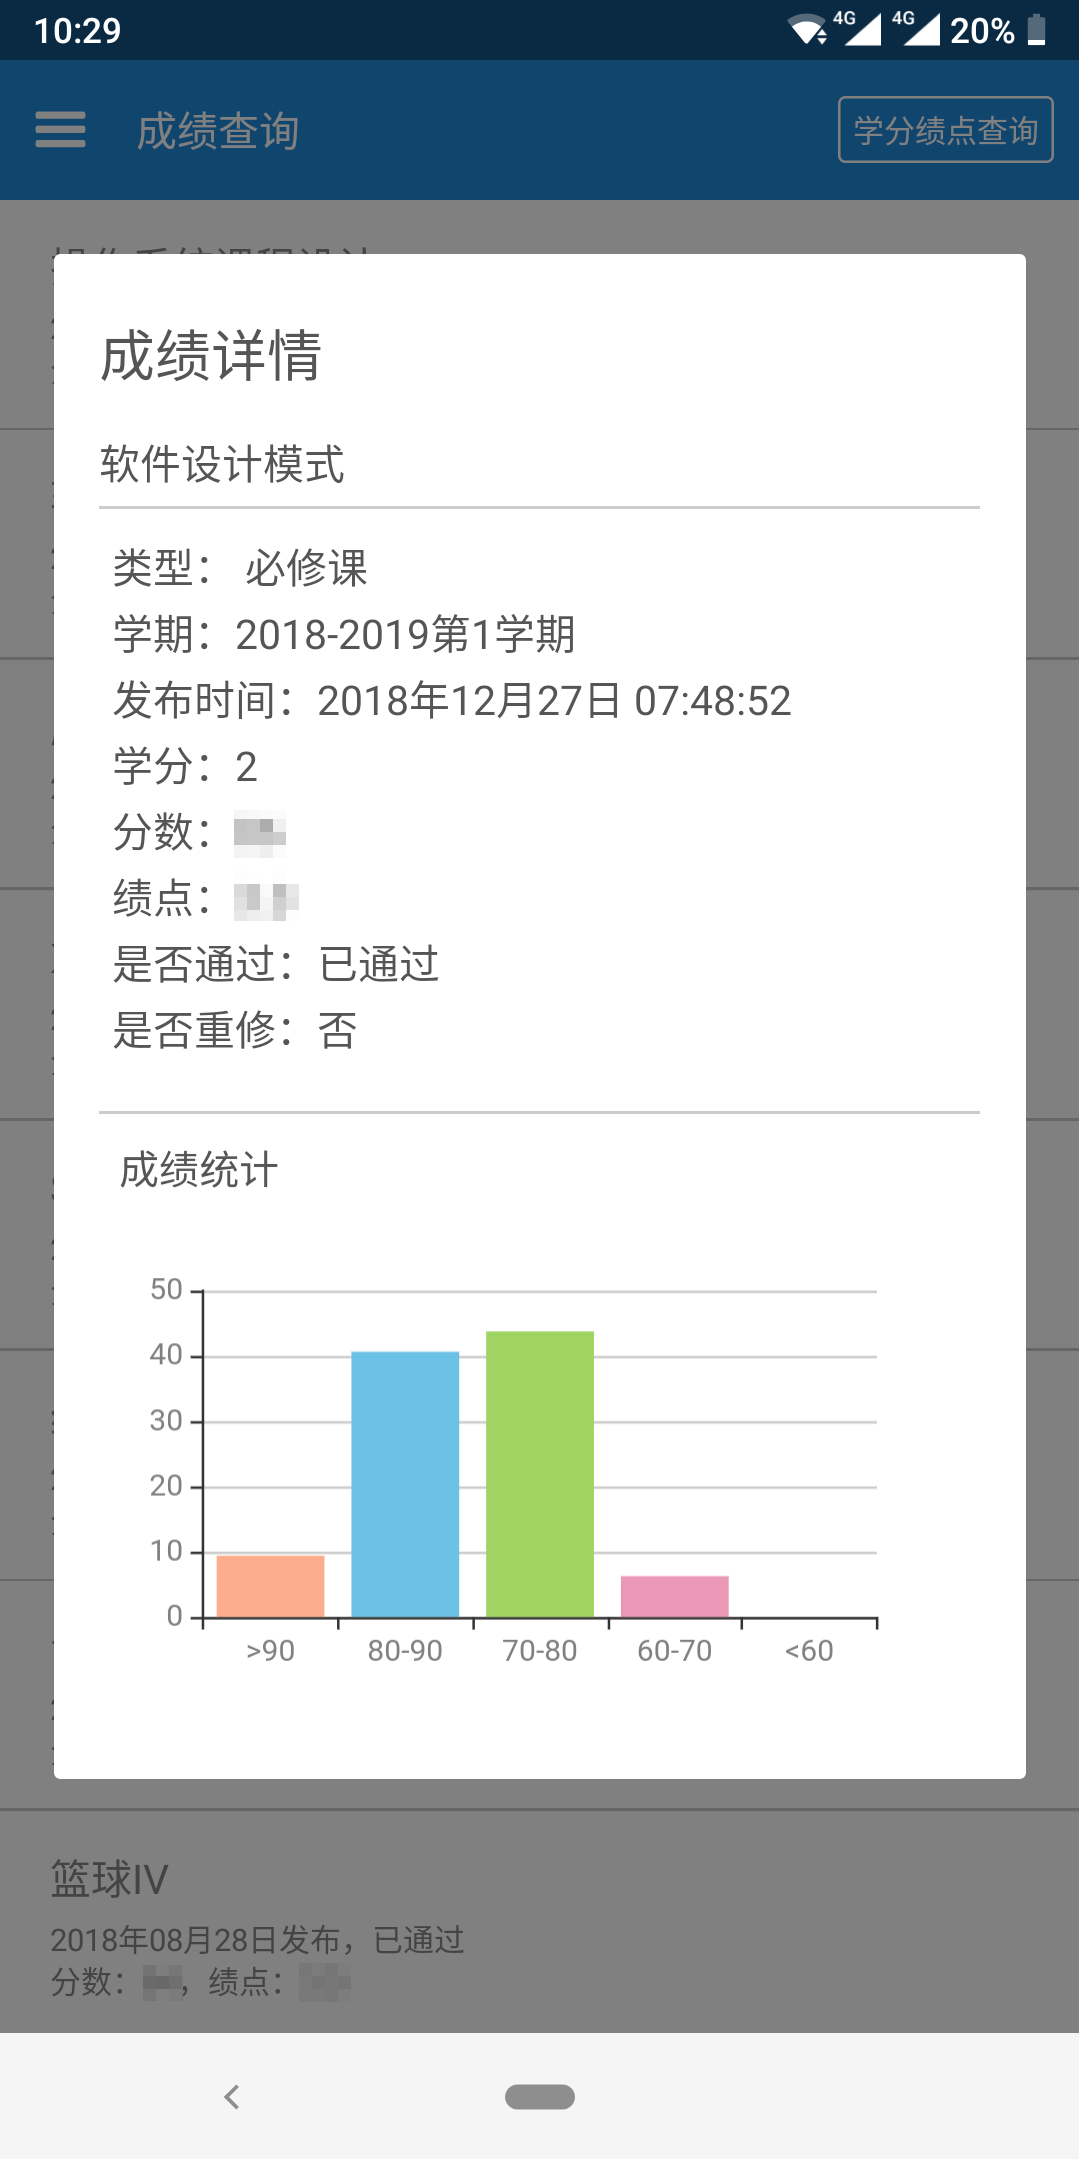 10:29
4G 4G 20%
成绩查询
学分绩点查询
成绩详情
软件设计模式
类型： 必修课
学期：2018-2019第1学期
发布时间：2018年12月27日 07:48:52
学分：2
分数：
绩点：
是否通过：已通过
是否重修：否
成绩统计
50
40
30
20
10
0
>90 80-90 70-80 60-70 <60
篮球IV
2018年08月28日发布，已通过
分数： ，绩点：